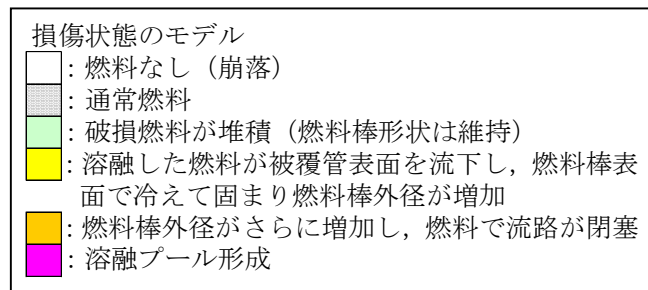 損傷状態のモデル
：燃料なし（崩落）
：通常燃料
：破損燃料が堆積（燃料棒形状は維持）
：溶融した燃料が被覆管表面を流下し，燃料棒表
面で冷えて固まり燃料棒外径が増加
：燃料棒外径がさらに増加し，燃料で流路が閉塞
：溶融プール形成